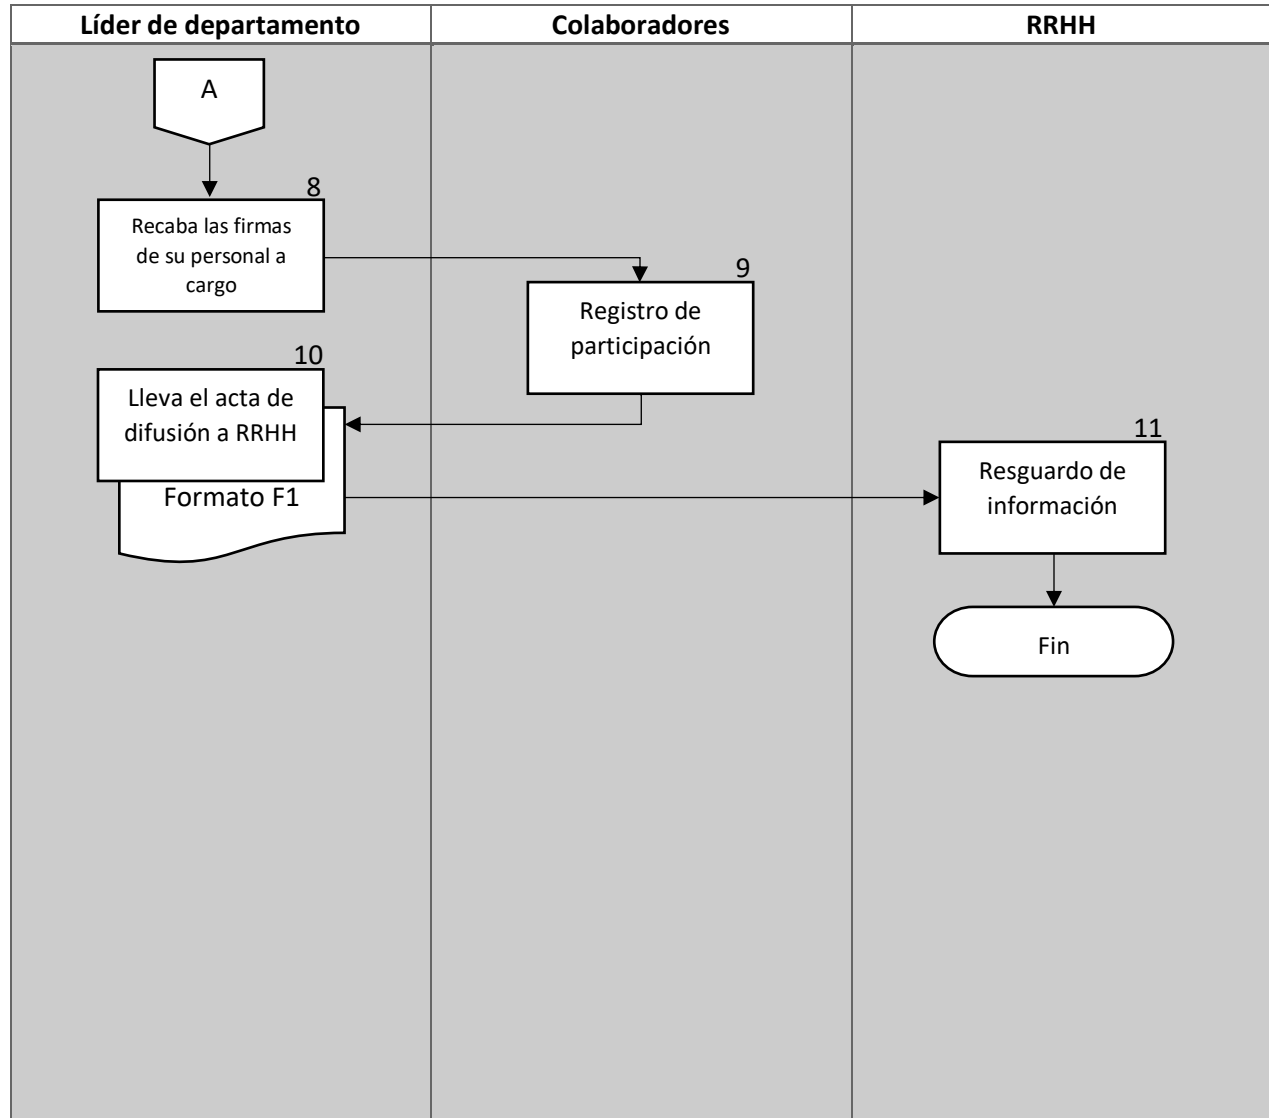 Líder de departamento
Colaboradores
RRHH
A
8
Recaba las firmas
de su personal a
cargo
9
Registro de
participación
10
Lleva el acta de
difusión a RRHH
Formato F1
11
Resguardo de
información
Fin